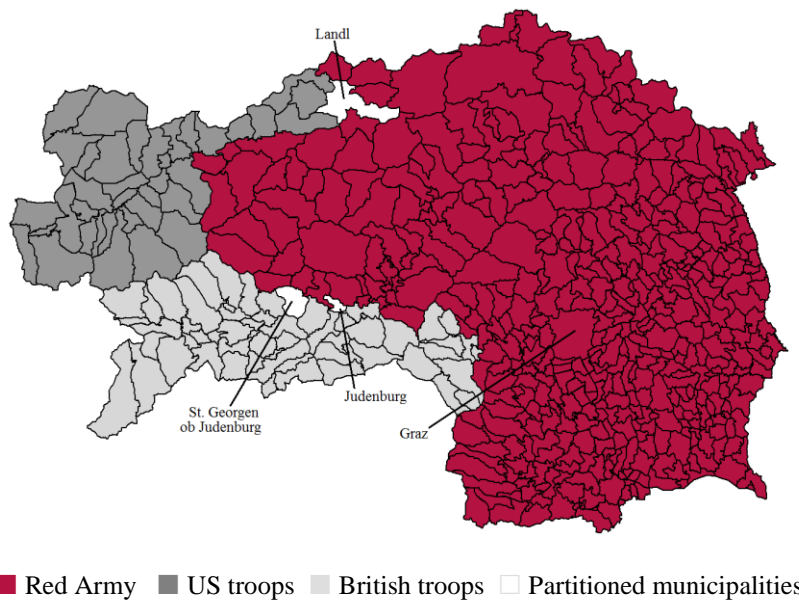 Landl
Judenburg
St. Georgen
ob Judenburg
Graz
Red Army US troops British troops Partitioned municipalities